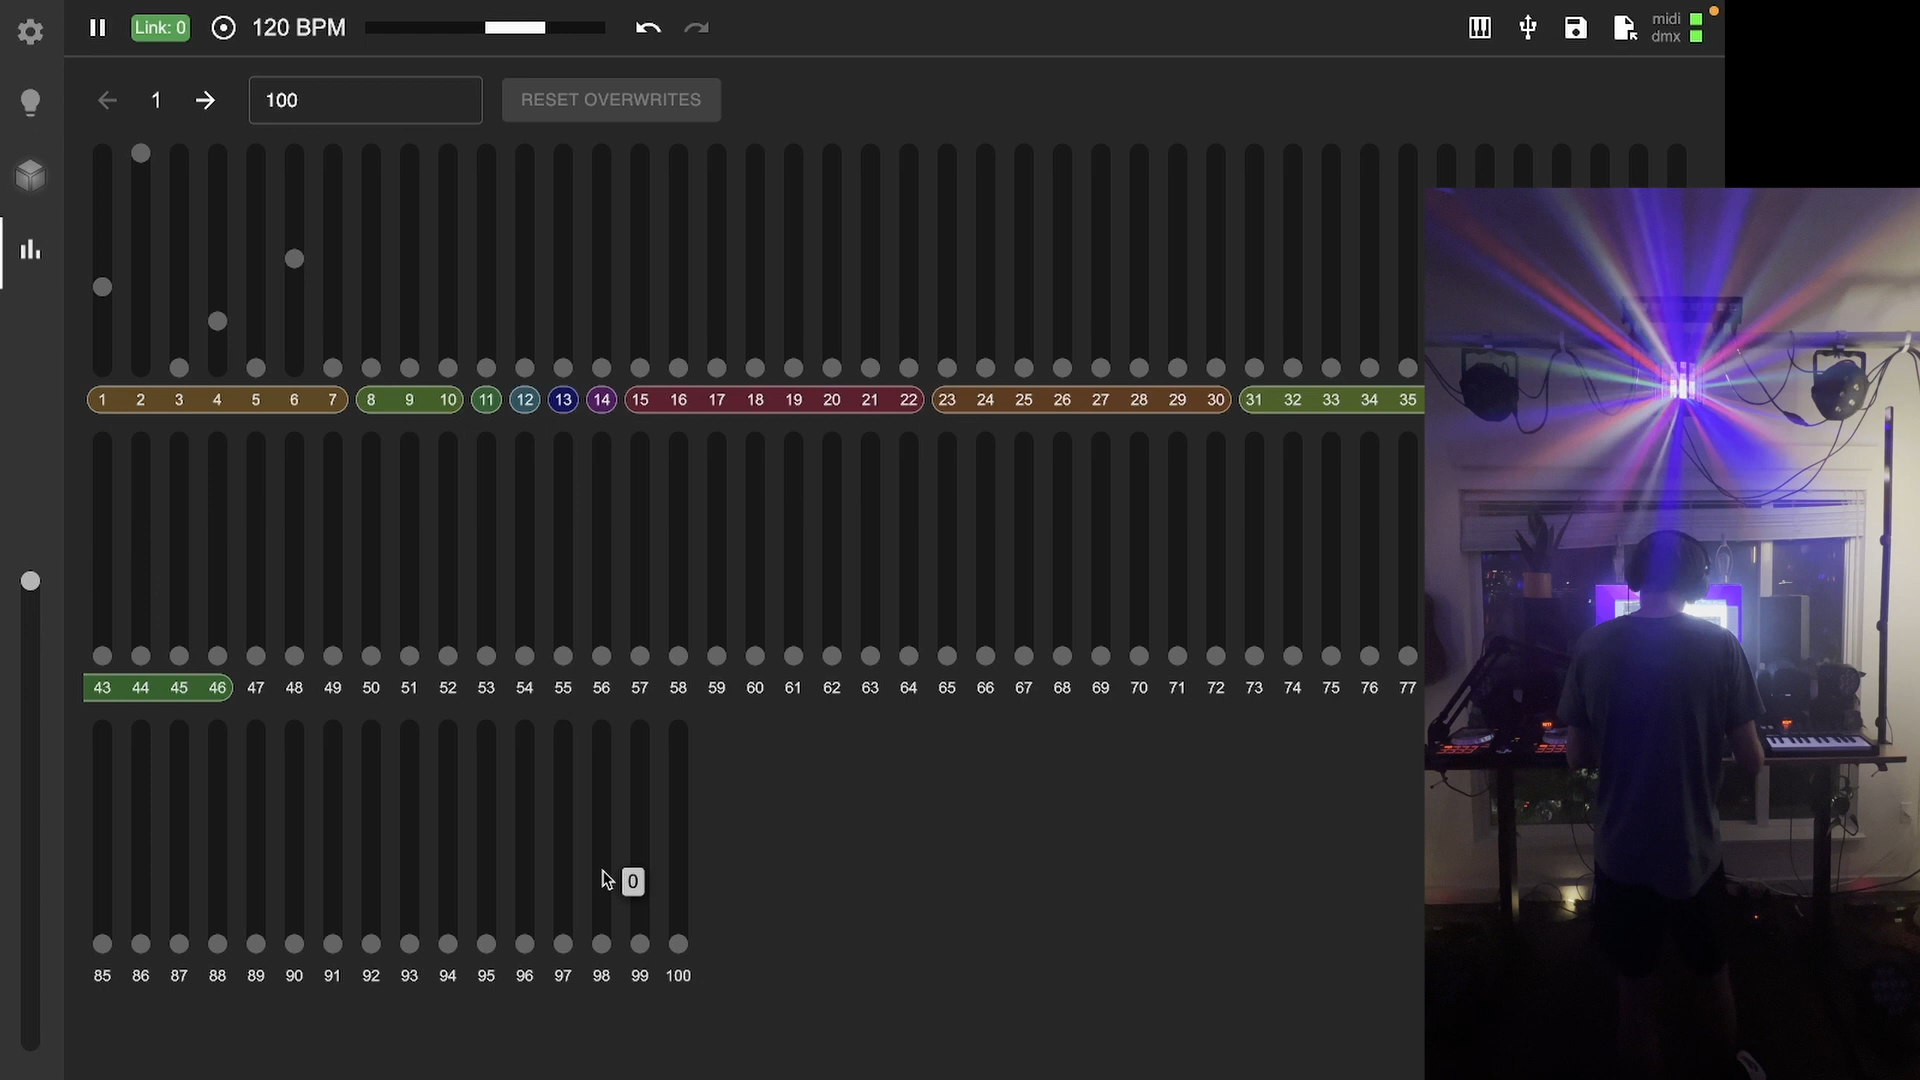 Link: 0 120 BPM midi
dmx
1 100 RESET OVERWRITES
1 2 3 4 5 6 7 8 9 10 11 12 13 14 15 16 17 18 19 20 21 22 23 24 25 26 27 28 29 30 31 32 33 34 35
43 44 45 46 47 48 49 50 51 52 53 54 55 56 57 58 59 60 61 62 63 64 65 66 67 68 69 70 71 72 73 74 75 76 77
0
85 86 87 88 89 90 91 92 93 94 95 96 97 98 99 100